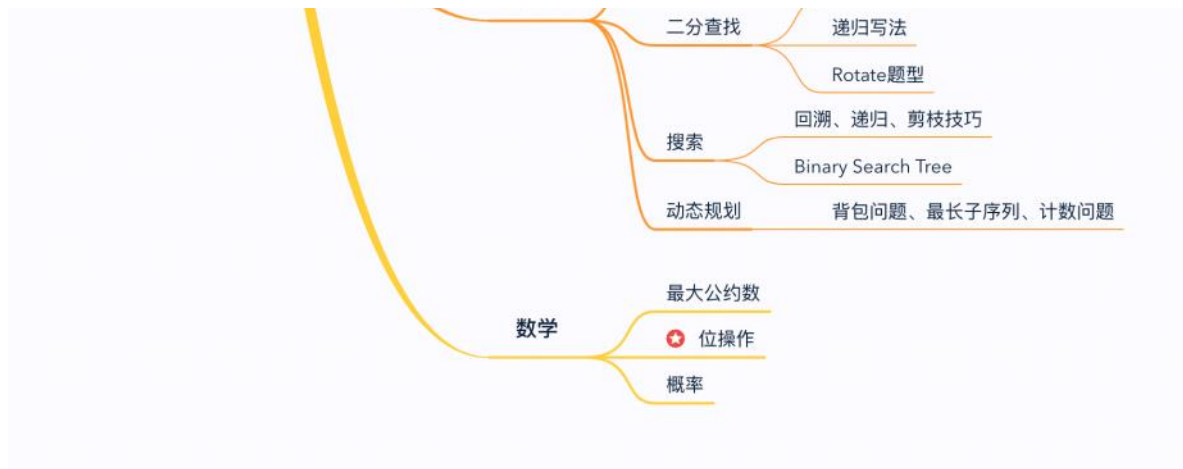 二分查找
递归写法
Rotate题型
搜索
回溯、递归、剪枝技巧
Binary Search Tree
动态规划
背包问题、最长子序列、计数问题
数学
最大公约数
位操作
概率